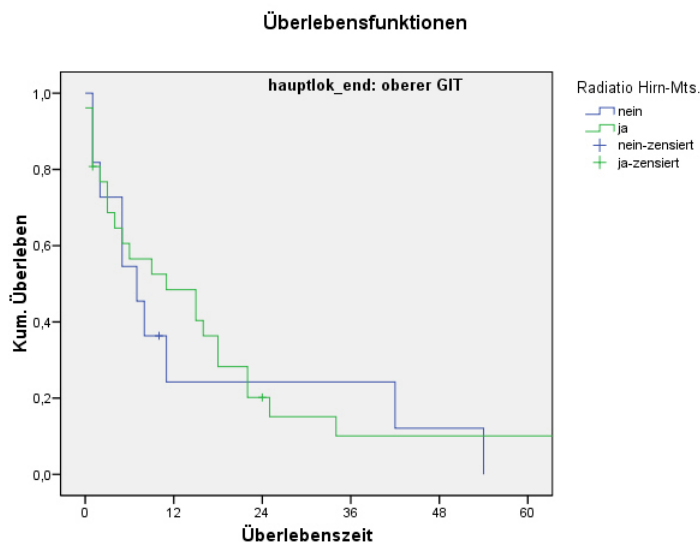 Überlebensfunktionen
hauptlok_end: oberer GIT
Radiatio Hirn-Mts.
nein
ja
nein-zensiert
ja-zensiert
Kum. Überleben
1,0
0,8
0,6
0,4
0,2
0,0
0 12 24 36 48 60
Überlebenszeit